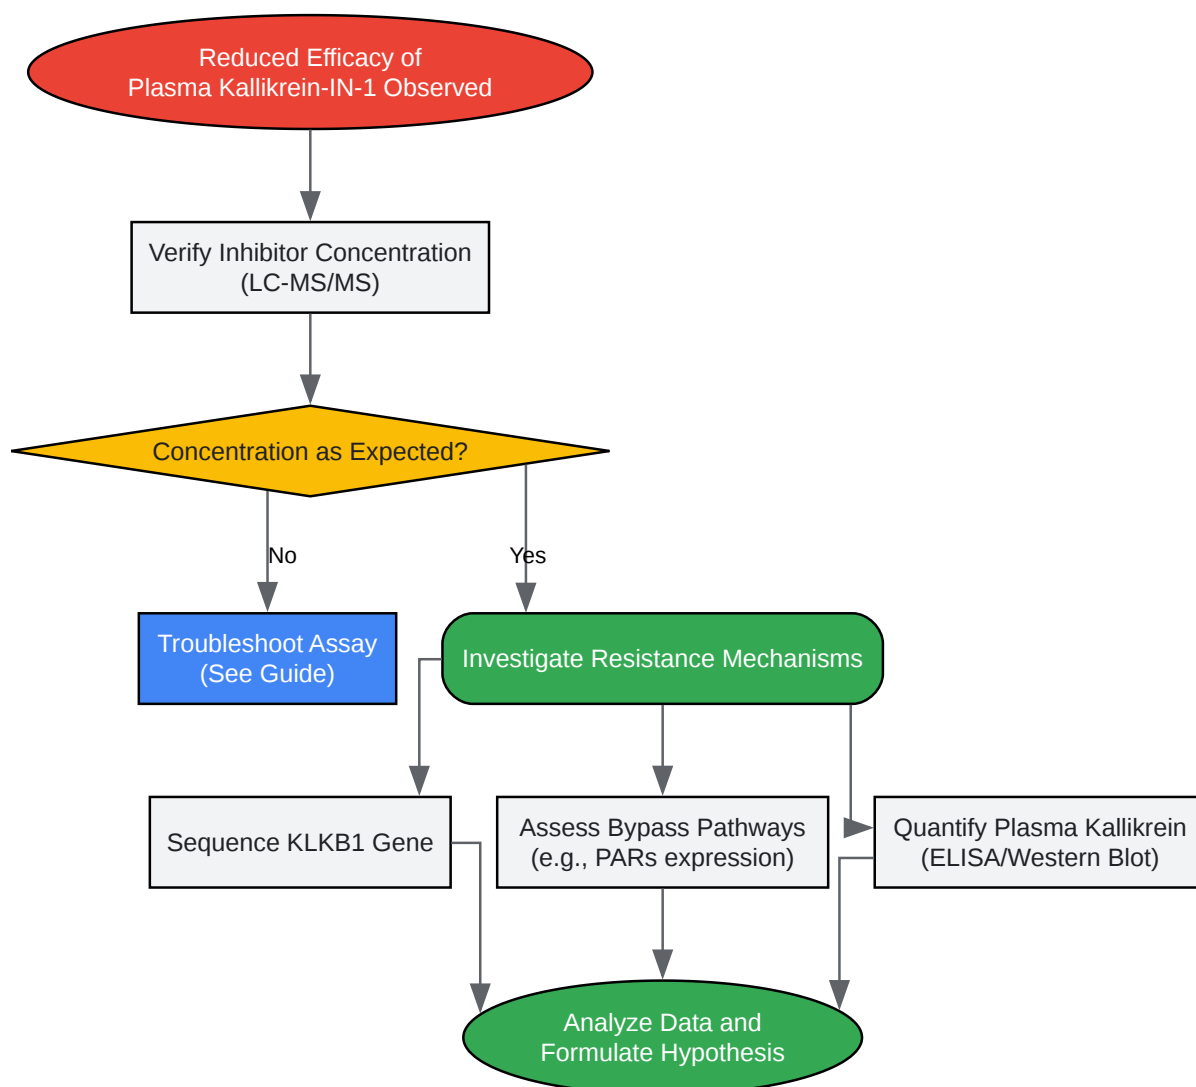 Reduced Efficacy of
Plasma Kallikrein-IN-1 Observed
Verify Inhibitor Concentration
(LC-MS/MS)
Concentration as Expected?
No
Yes
Troubleshoot Assay
(See Guide)
Investigate Resistance Mechanisms
Sequence KLKB1 Gene
Assess Bypass Pathways
(e.g., PARs expression)
Quantify Plasma Kallikrein
(ELISA/Western Blot)
Analyze Data and
Formulate Hypothesis